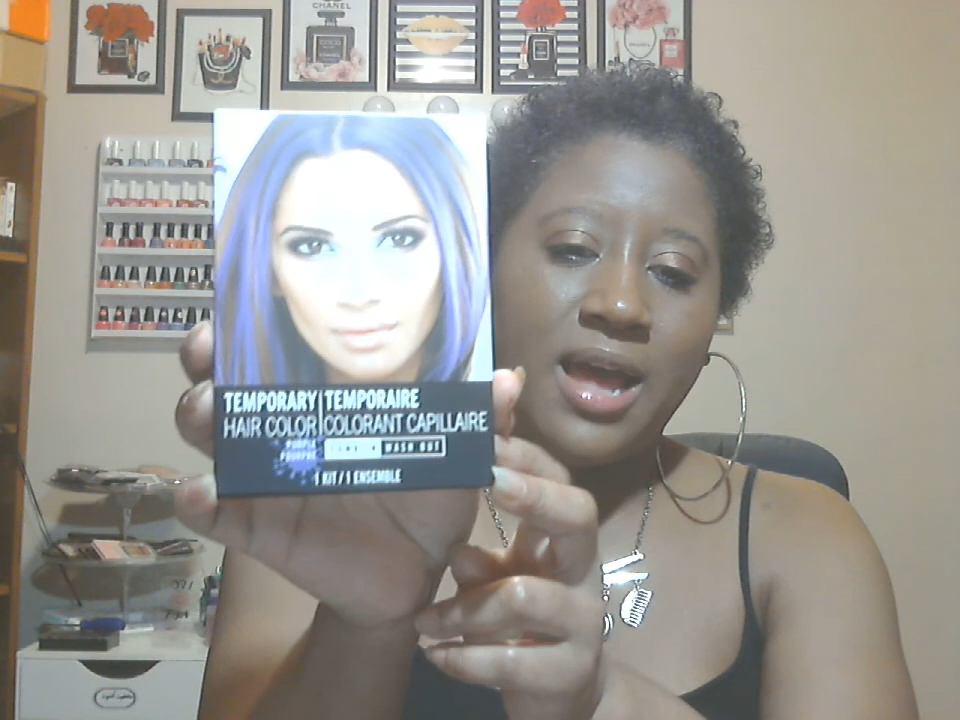 CHANEL
TEMPORARY | TEMPORAIRE
HAIR COLOR | COLORANT CAPILLAIRE
PURPLE
POURPRE
WASH OUT
1 KIT / 1 ENSEMBLE